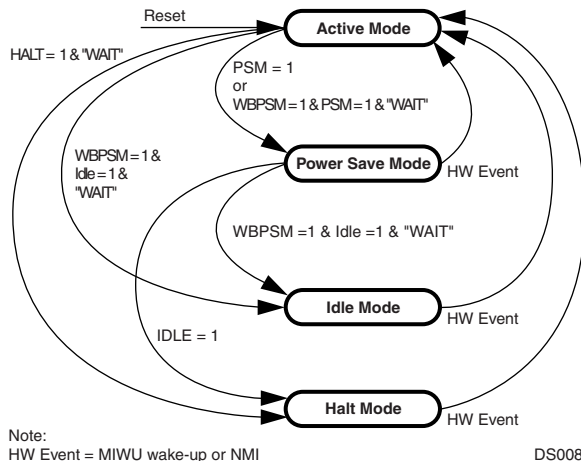 Reset
Active Mode
HALT = 1 & "WAIT"
PSM = 1
or
WBPSM = 1 & PSM = 1 & "WAIT"
WBPSM = 1 &
Idle = 1 &
"WAIT"
Power Save Mode
HW Event
WBPSM =1 & Idle =1 & "WAIT"
Idle Mode
HW Event
IDLE = 1
Halt Mode
HW Event
Note:
HW Event = MIWU wake-up or NMI
DS008